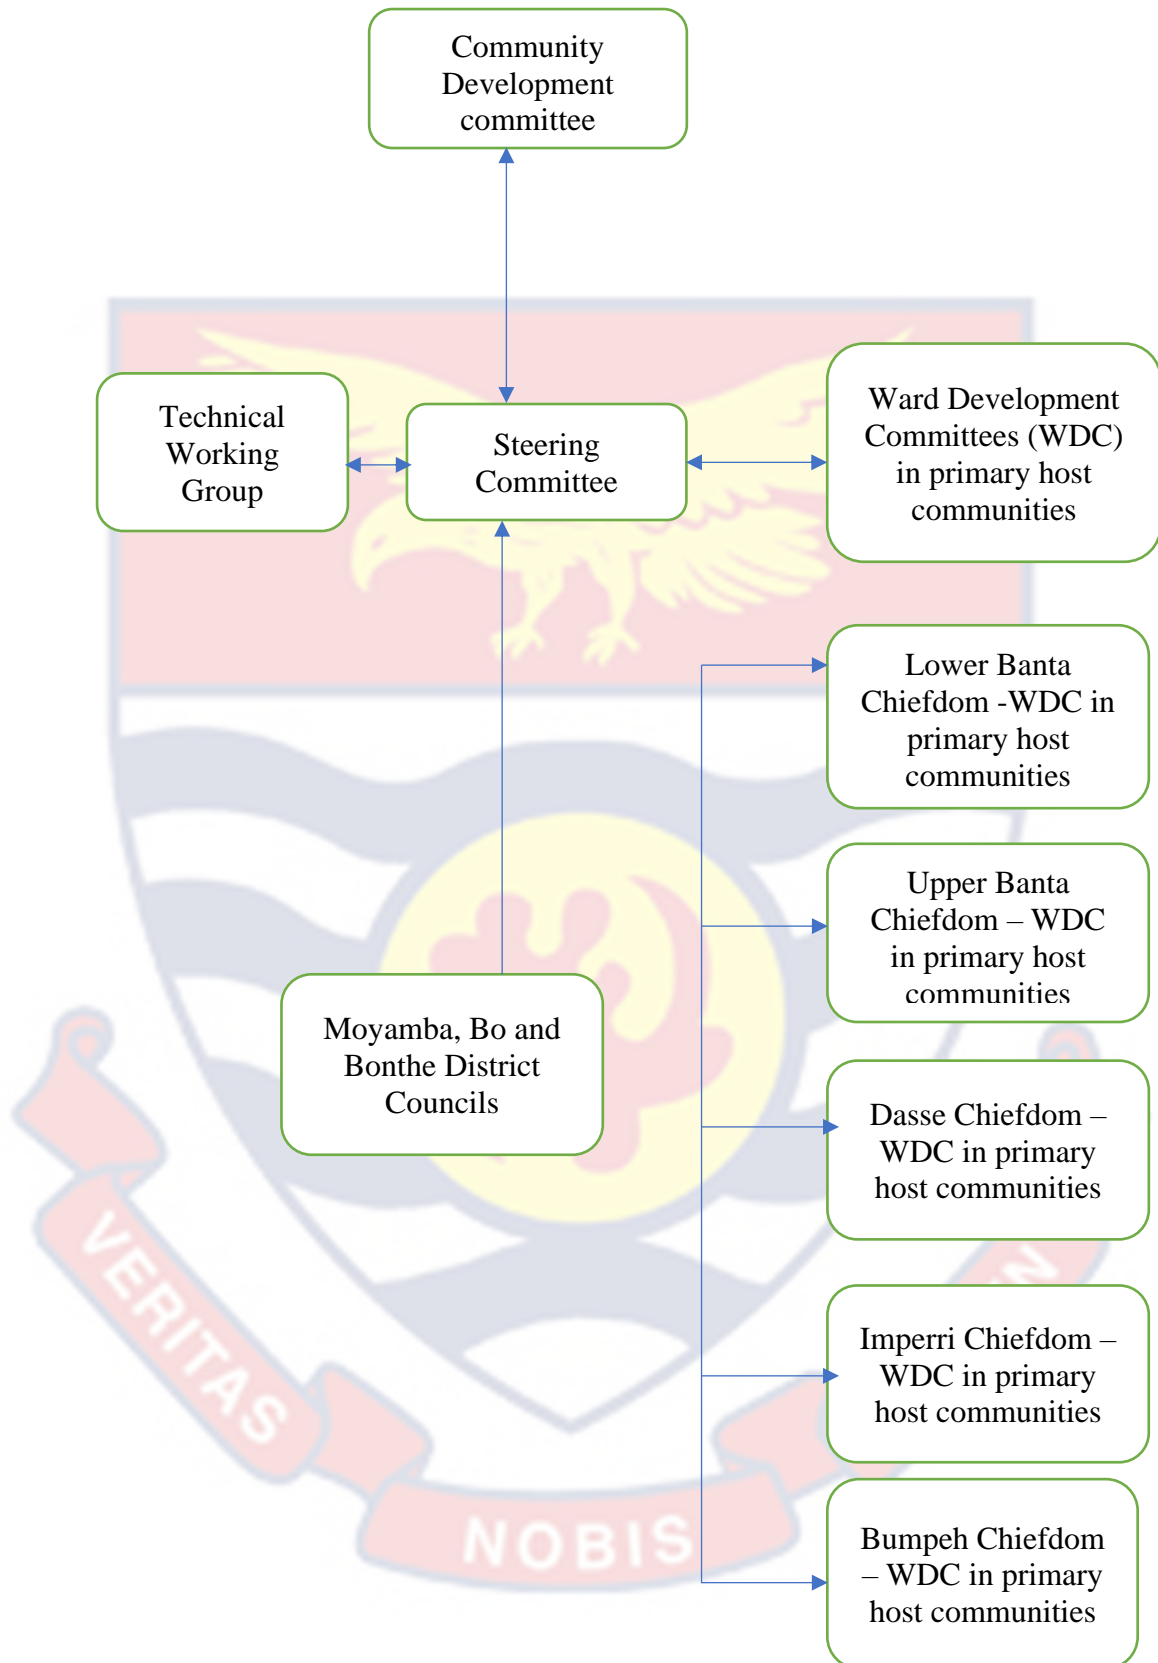 Community
Development
committee
Technical
Working
Group
Steering
Committee
Ward Development
Committees (WDC)
in primary host
communities
Lower Banta
Chiefdom -WDC in
primary host
communities
Upper Banta
Chiefdom – WDC
in primary host
communities
Moyamba, Bo and
Bonthe District
Councils
Dasse Chiefdom –
WDC in primary
host communities
Imperri Chiefdom –
WDC in primary
host communities
Bumpeh Chiefdom
– WDC in primary
host communities
VERITAS
NOBIS